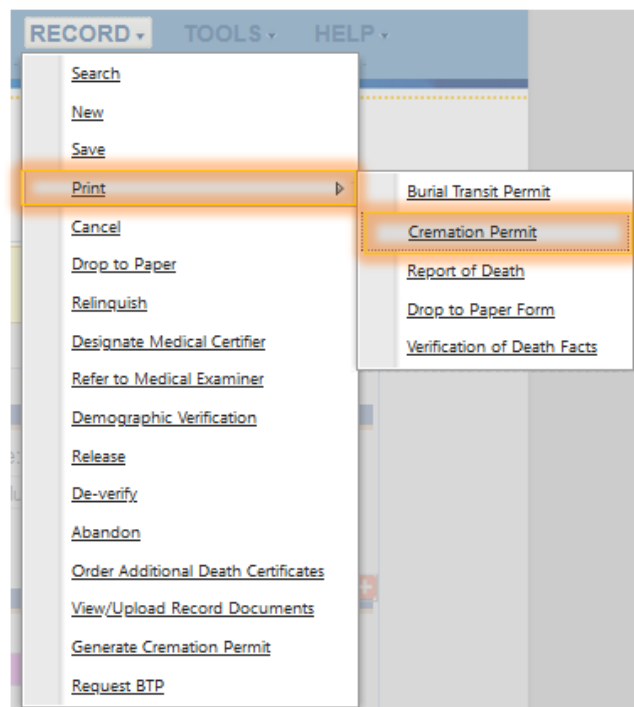 RECORD TOOLS HELP
Search
New
Save
Print
Burial Transit Permit
Cremation Permit
Report of Death
Drop to Paper Form
Verification of Death Facts
Cancel
Drop to Paper
Relinquish
Designate Medical Certifier
Refer to Medical Examiner
Demographic Verification
Release
De-verify
Abandon
Order Additional Death Certificates
View/Upload Record Documents
Generate Cremation Permit
Request BTP